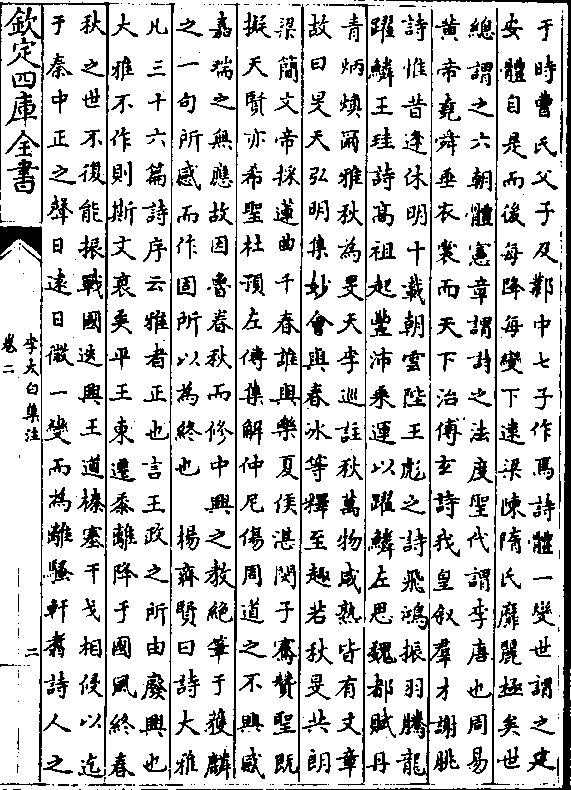 于時曹氏父子及鄴中七子作焉詩體一變世謂之建
安體自是而後每降每變下逮梁陳隋氏靡麗極矣世
總謂之六朝體憲章謂詩之法度聖代謂李唐也周易
黄帝堯舜垂衣裳而天下治傅玄詩我皇叙羣才謝朓
詩惟昔逢休明十載朝雲陛王彪之詩飛鴻振羽騰龍
躍鱗王珪詩高祖起豐沛乘運以躍鱗左思魏都賦丹
青炳煥爾雅秋為旻天李巡註秋萬物成熟皆有文章
故曰旻天弘明集妙會與春冰等釋至趣若秋旻共朗
梁簡文帝採蓮曲千春誰與樂夏侯湛閔子騫贊聖既
擬天賢亦希聖杜預左傳集解仲尼傷周道之不興感
嘉瑞之無應故因魯春秋而修中興之教絶筆于獲麟
之一句所感而作固所以為終也 楊齊賢曰詩大雅
凡三十六篇詩序云雅者正也言王政之所由廢興也
大雅不作則斯文衰矣平王東遷黍離降于國風終春
秋之世不復能振戰國迭興王道榛塞干戈相侵以迄
于秦中正之聲日遠日微一變而為離騷軒翥詩人之
欽定四庫全書
李太白集注
卷二
二